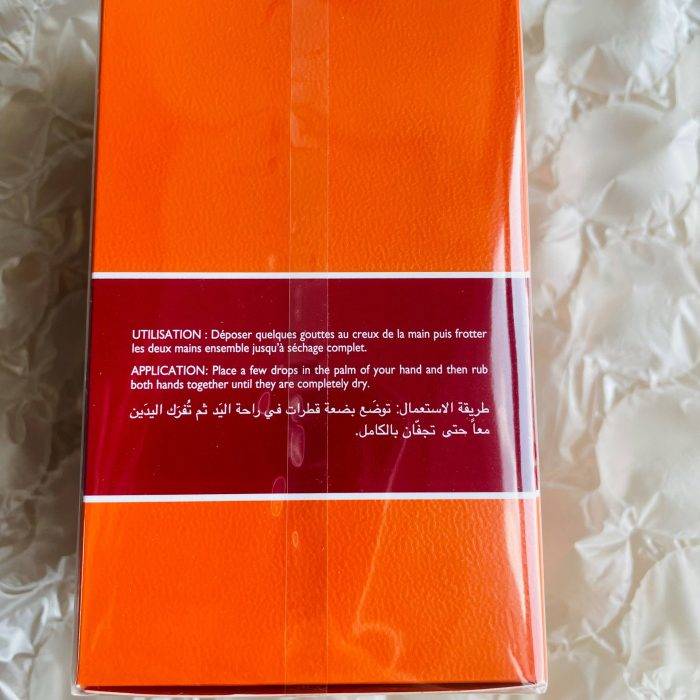 UTILISATION : Déposer quelques gouttes au creux de la main puis frotter
les deux mains ensemble jusqu'à séchage complet.
APPLICATION: Place a few drops in the palm of your hand and then rub
both hands together until they are completely dry.
طريقة الاستعمال: توضَع بضعة قطرات في راحة اليَد ثم تُفرَك اليدَين
معاً حتى تجفّان بالكامل.